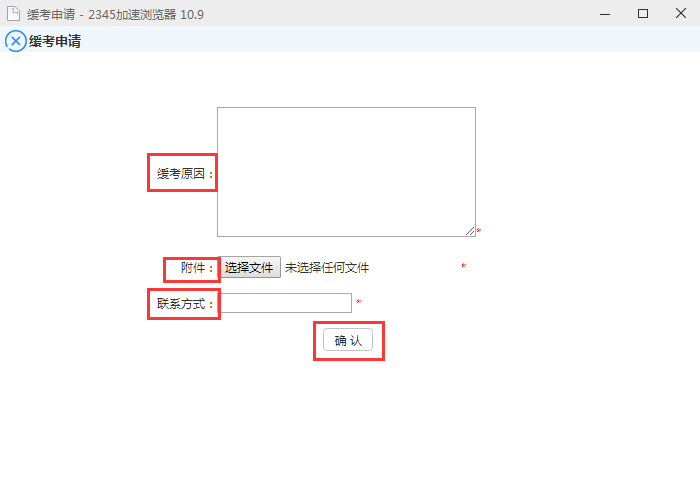 缓考申请 - 2345加速浏览器 10.9
缓考申请
缓考原因：
*
附件：选择文件 未选择任何文件 *
联系方式： *
确 认